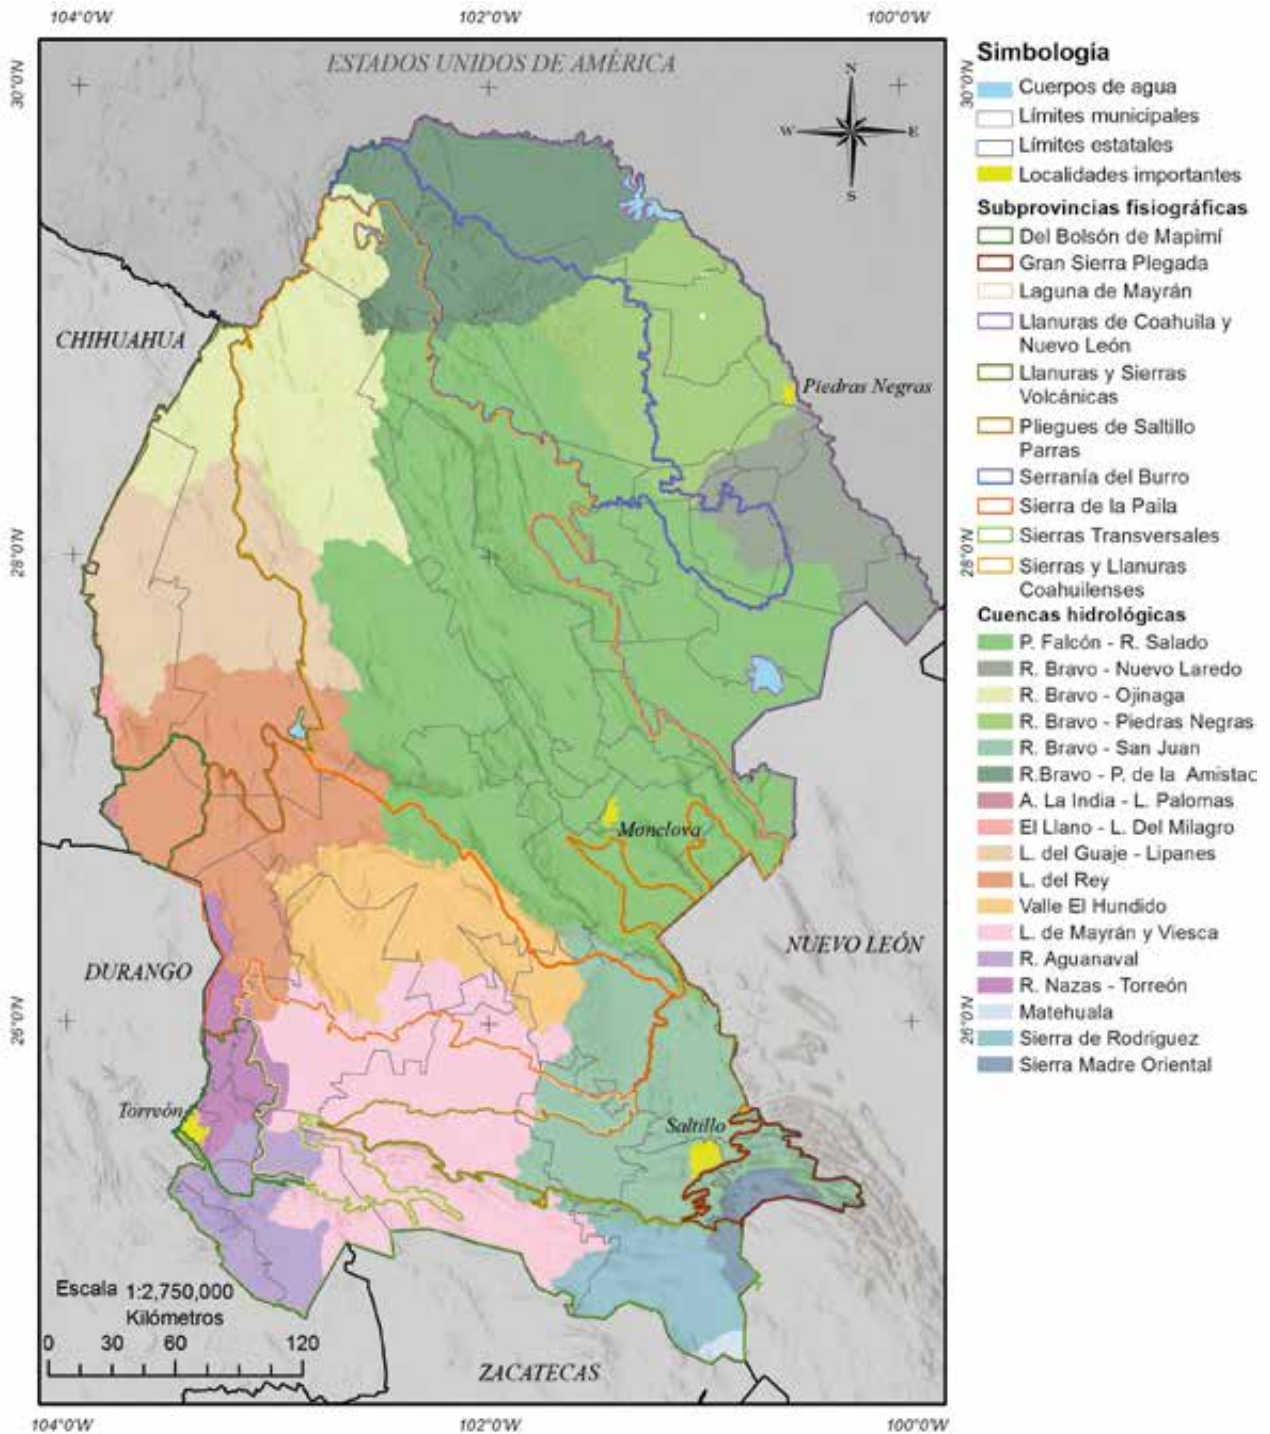 104°0'W 102°0'W 100°0'W
ESTADOS UNIDOS DE AMÉRICA
30°0'N
30°0'N
N
W E
S
CHIHUAHUA
Piedras Negras
28°0'N
28°0'N
Monclova
NUEVO LEÓN
DURANGO
26°0'N
26°0'N
Torreón
Saltillo
Escala 1:2,750,000
Kilómetros
0 30 60 120
ZACATECAS
104°0'W 102°0'W 100°0'W
Simbología
Cuerpos de agua
Límites municipales
Límites estatales
Localidades importantes
Subprovincias fisiográficas
Del Bolsón de Mapimí
Gran Sierra Plegada
Laguna de Mayrán
Llanuras de Coahuila y
Nuevo León
Llanuras y Sierras
Volcánicas
Pliegues de Saltillo
Parras
Serranía del Burro
Sierra de la Paila
Sierras Transversales
Sierras y Llanuras
Coahuilenses
Cuencas hidrológicas
P. Falcón - R. Salado
R. Bravo - Nuevo Laredo
R. Bravo - Ojinaga
R. Bravo - Piedras Negras
R. Bravo - San Juan
R.Bravo - P. de la Amistac
A. La India - L. Palomas
El Llano - L. Del Milagro
L. del Guaje - Lipanes
L. del Rey
Valle El Hundido
L. de Mayrán y Viesca
R. Aguanaval
R. Nazas - Torreón
Matehuala
Sierra de Rodríguez
Sierra Madre Oriental